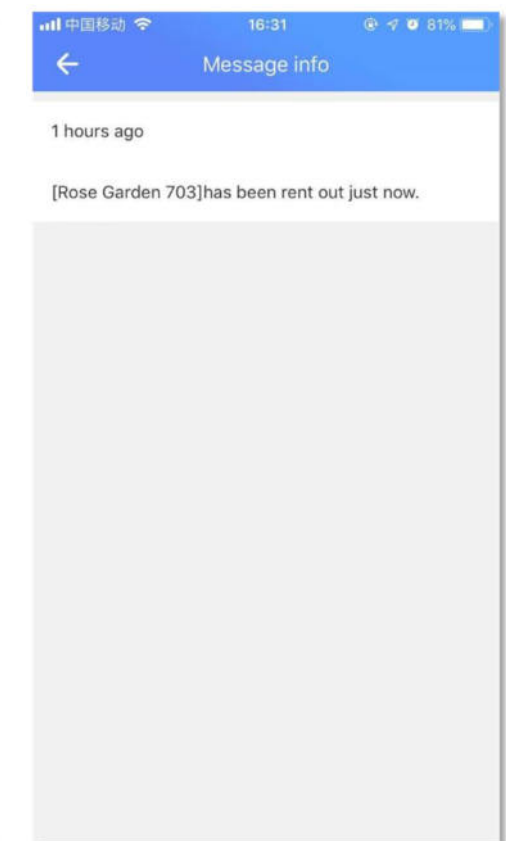 中国移动 16:31 81%
Message info
1 hours ago
[Rose Garden 703]has been rent out just now.